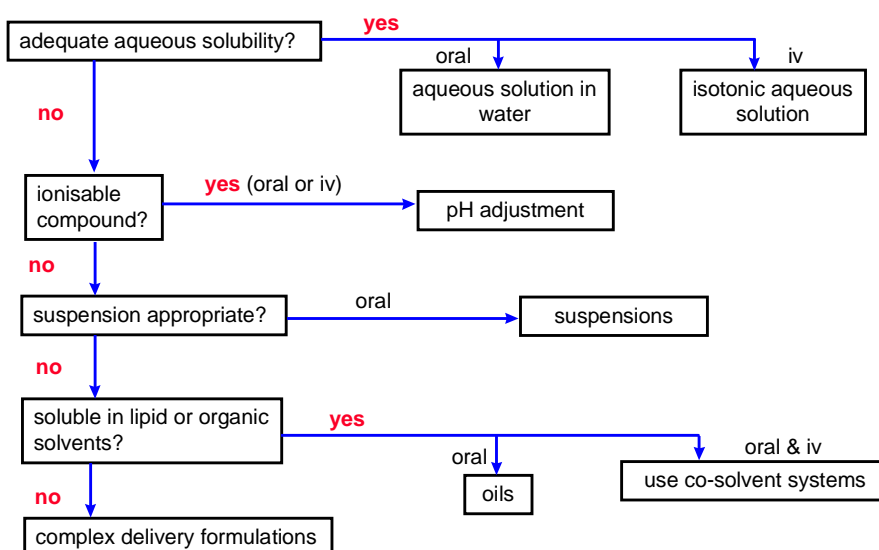 adequate aqueous solubility?
yes
oral
iv
aqueous solution in
water
isotonic aqueous
solution
no
ionisable
compound?
yes (oral or iv)
pH adjustment
no
suspension appropriate?
oral
suspensions
no
soluble in lipid or organic
solvents?
yes
oral
oral & iv
oils
use co-solvent systems
no
complex delivery formulations